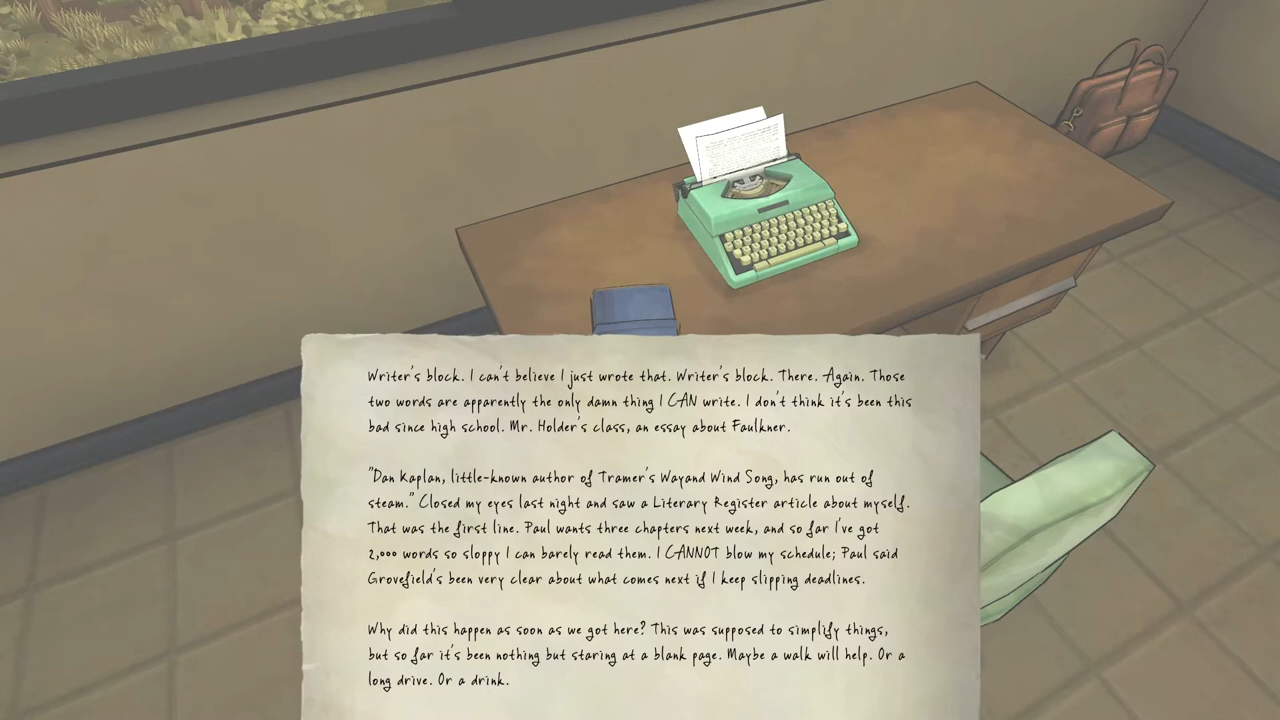 Writer's block. I can't believe I just wrote that. Writer's block. There. Again. Those
two words are apparently the only damn thing I CAN write. I don't think it's been this
bad since high school. Mr. Holder's class, an essay about Faulkner.
"Dan Kaplan, little-known author of Tramer's Wayand Wind Song, has run out of
steam." Closed my eyes last night and saw a Literary Register article about myself.
That was the first line. Paul wants three chapters next week, and so far I've got
2,000 words so sloppy I can barely read them. I CANNOT blow my schedule; Paul said
Grovefield's been very clear about what comes next if I keep slipping deadlines.
Why did this happen as soon as we got here? This was supposed to simplify things,
but so far it's been nothing but staring at a blank page. Maybe a walk will help. Or a
long drive. Or a drink.